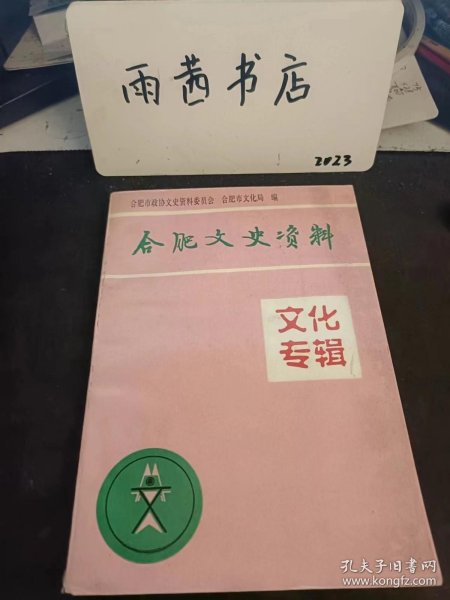 雨茜书店
2023
合肥市政协文史资料委员会 合肥市文化局 编
合肥文史资料
文化
专辑
孔夫子旧书网
www.kongfz.com